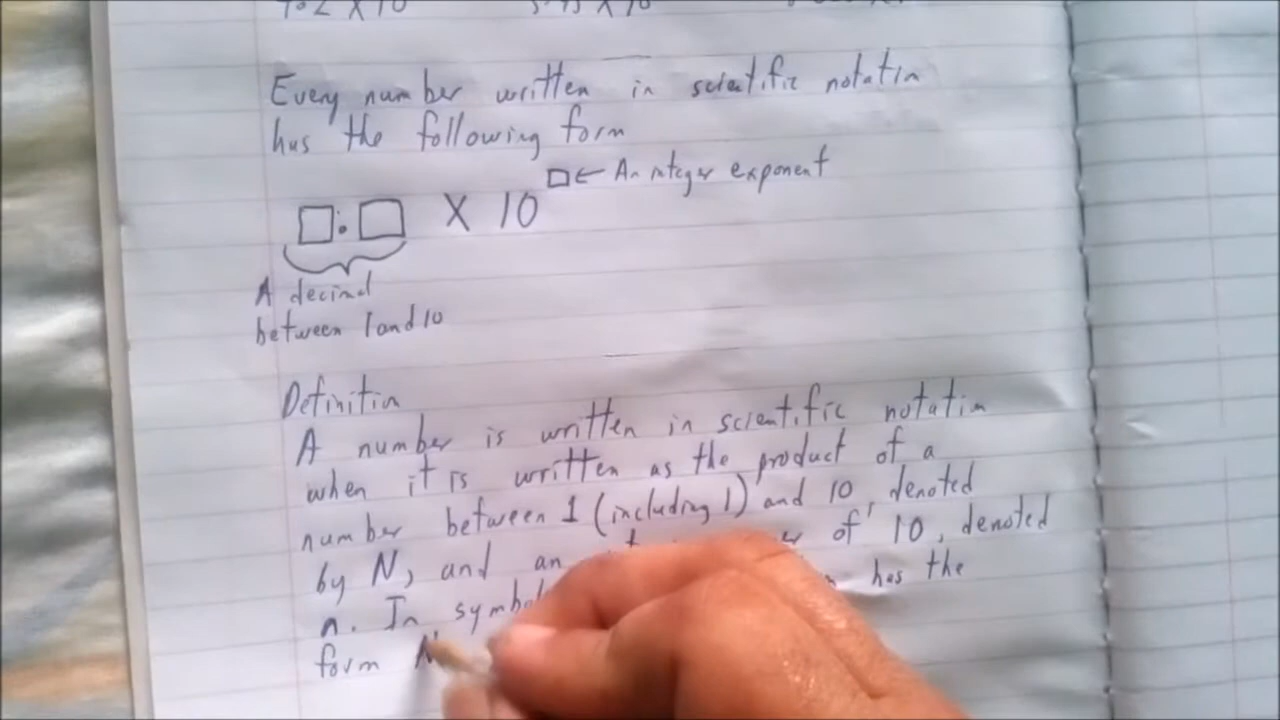 Every number written in scientific notation
has the following form
□ ← An integer exponent
□.□ X 10
A decimal
between 1 and 10
Definition
A number is written in scientific notation
when it is written as the product of a
number between 1 (including 1) and 10, denoted
by N, and an of 10, denoted
n. In symbol has the
form N